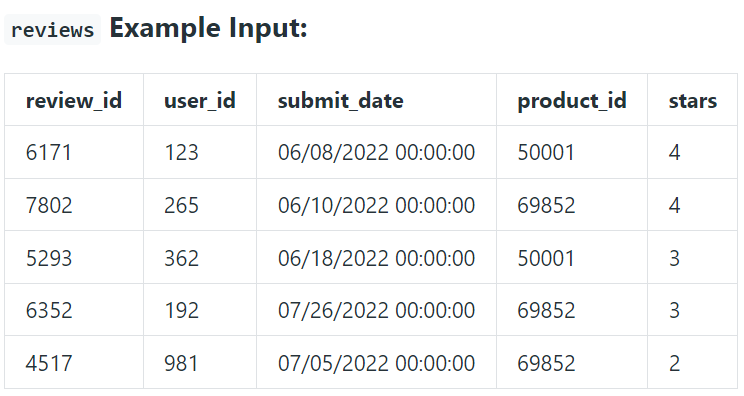 reviews Example Input:
review_id user_id submit_date product_id stars
6171 123 06/08/2022 00:00:00 50001 4
7802 265 06/10/2022 00:00:00 69852 4
5293 362 06/18/2022 00:00:00 50001 3
6352 192 07/26/2022 00:00:00 69852 3
4517 981 07/05/2022 00:00:00 69852 2